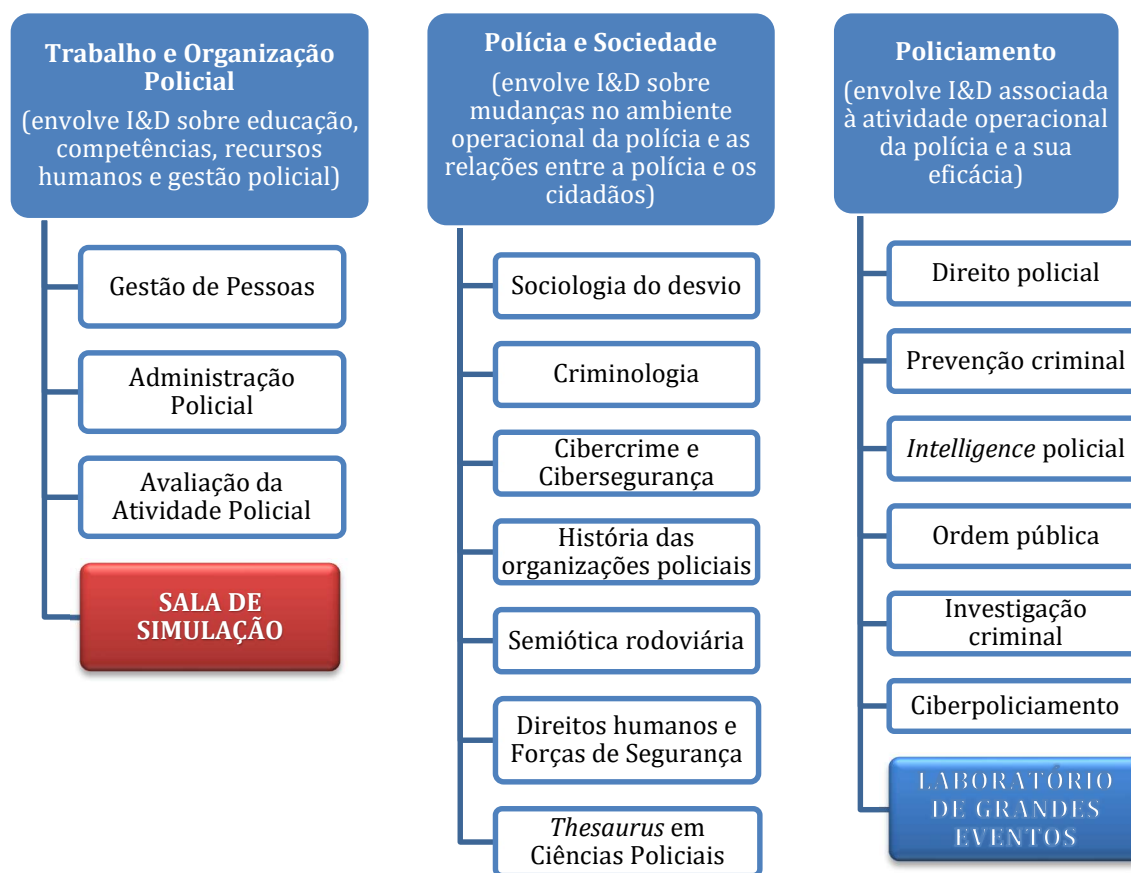 Trabalho e Organização
Policial
(envolve I&D sobre educação,
competências, recursos
humanos e gestão policial)
Gestão de Pessoas
Administração
Policial
Avaliação da
Atividade Policial
SALA DE
SIMULAÇÃO
Polícia e Sociedade
(envolve I&D sobre
mudanças no ambiente
operacional da polícia e as
relações entre a polícia e os
cidadãos)
Sociologia do desvio
Criminologia
Cibercrime e
Cibersegurança
História das
organizações policiais
Semiótica rodoviária
Direitos humanos e
Forças de Segurança
Thesaurus em
Ciências Policiais
Policiamento
(envolve I&D associada
à atividade operacional
da polícia e a sua
eficácia)
Direito policial
Prevenção criminal
Intelligence policial
Ordem pública
Investigação
criminal
Ciberpoliciamento
LABORATÓRIO
DE GRANDES
EVENTOS